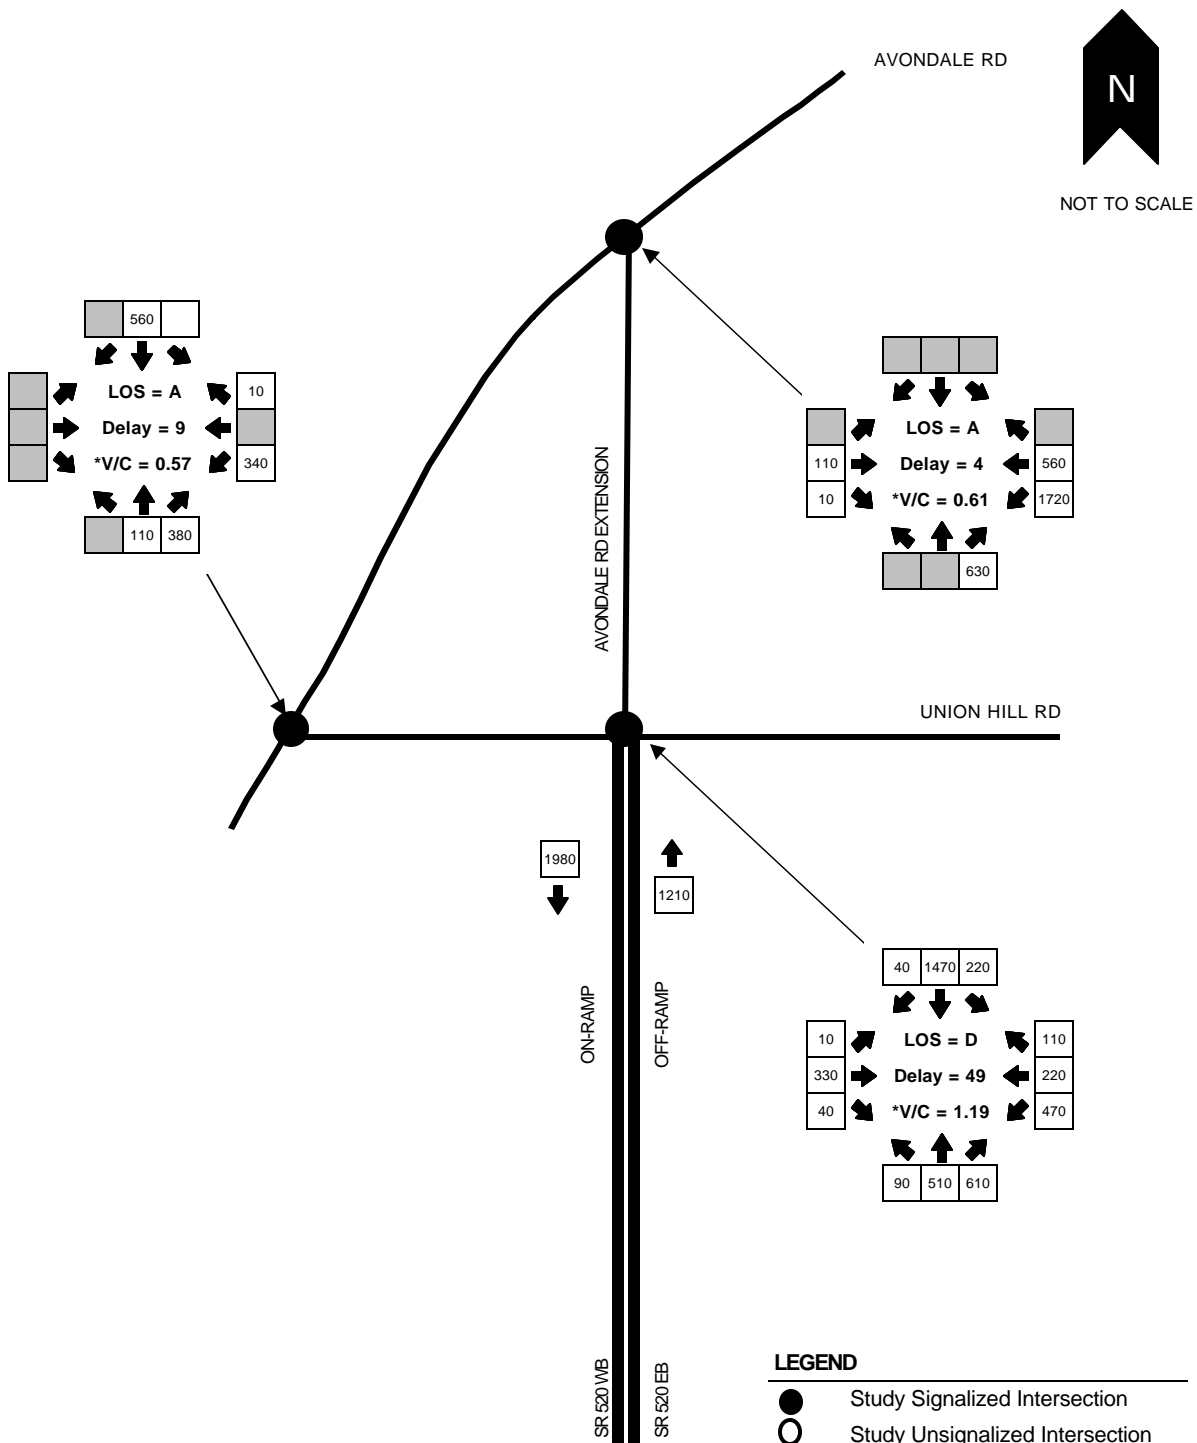 AVONDALE RD
N
NOT TO SCALE
560
LOS = A
10
Delay = 9
*V/C = 0.57
340
110 380
LOS = A
110
Delay = 4
560
10
*V/C = 0.61
1720
630
AVONDALE RD EXTENSION
UNION HILL RD
1980
1210
ON-RAMP
OFF-RAMP
40 1470 220
10
LOS = D
110
330
Delay = 49
220
40
*V/C = 1.19
470
90 510 610
SR 520 WB
SR 520 EB
LEGEND
Study Signalized Intersection
Study Unsignalized Intersection